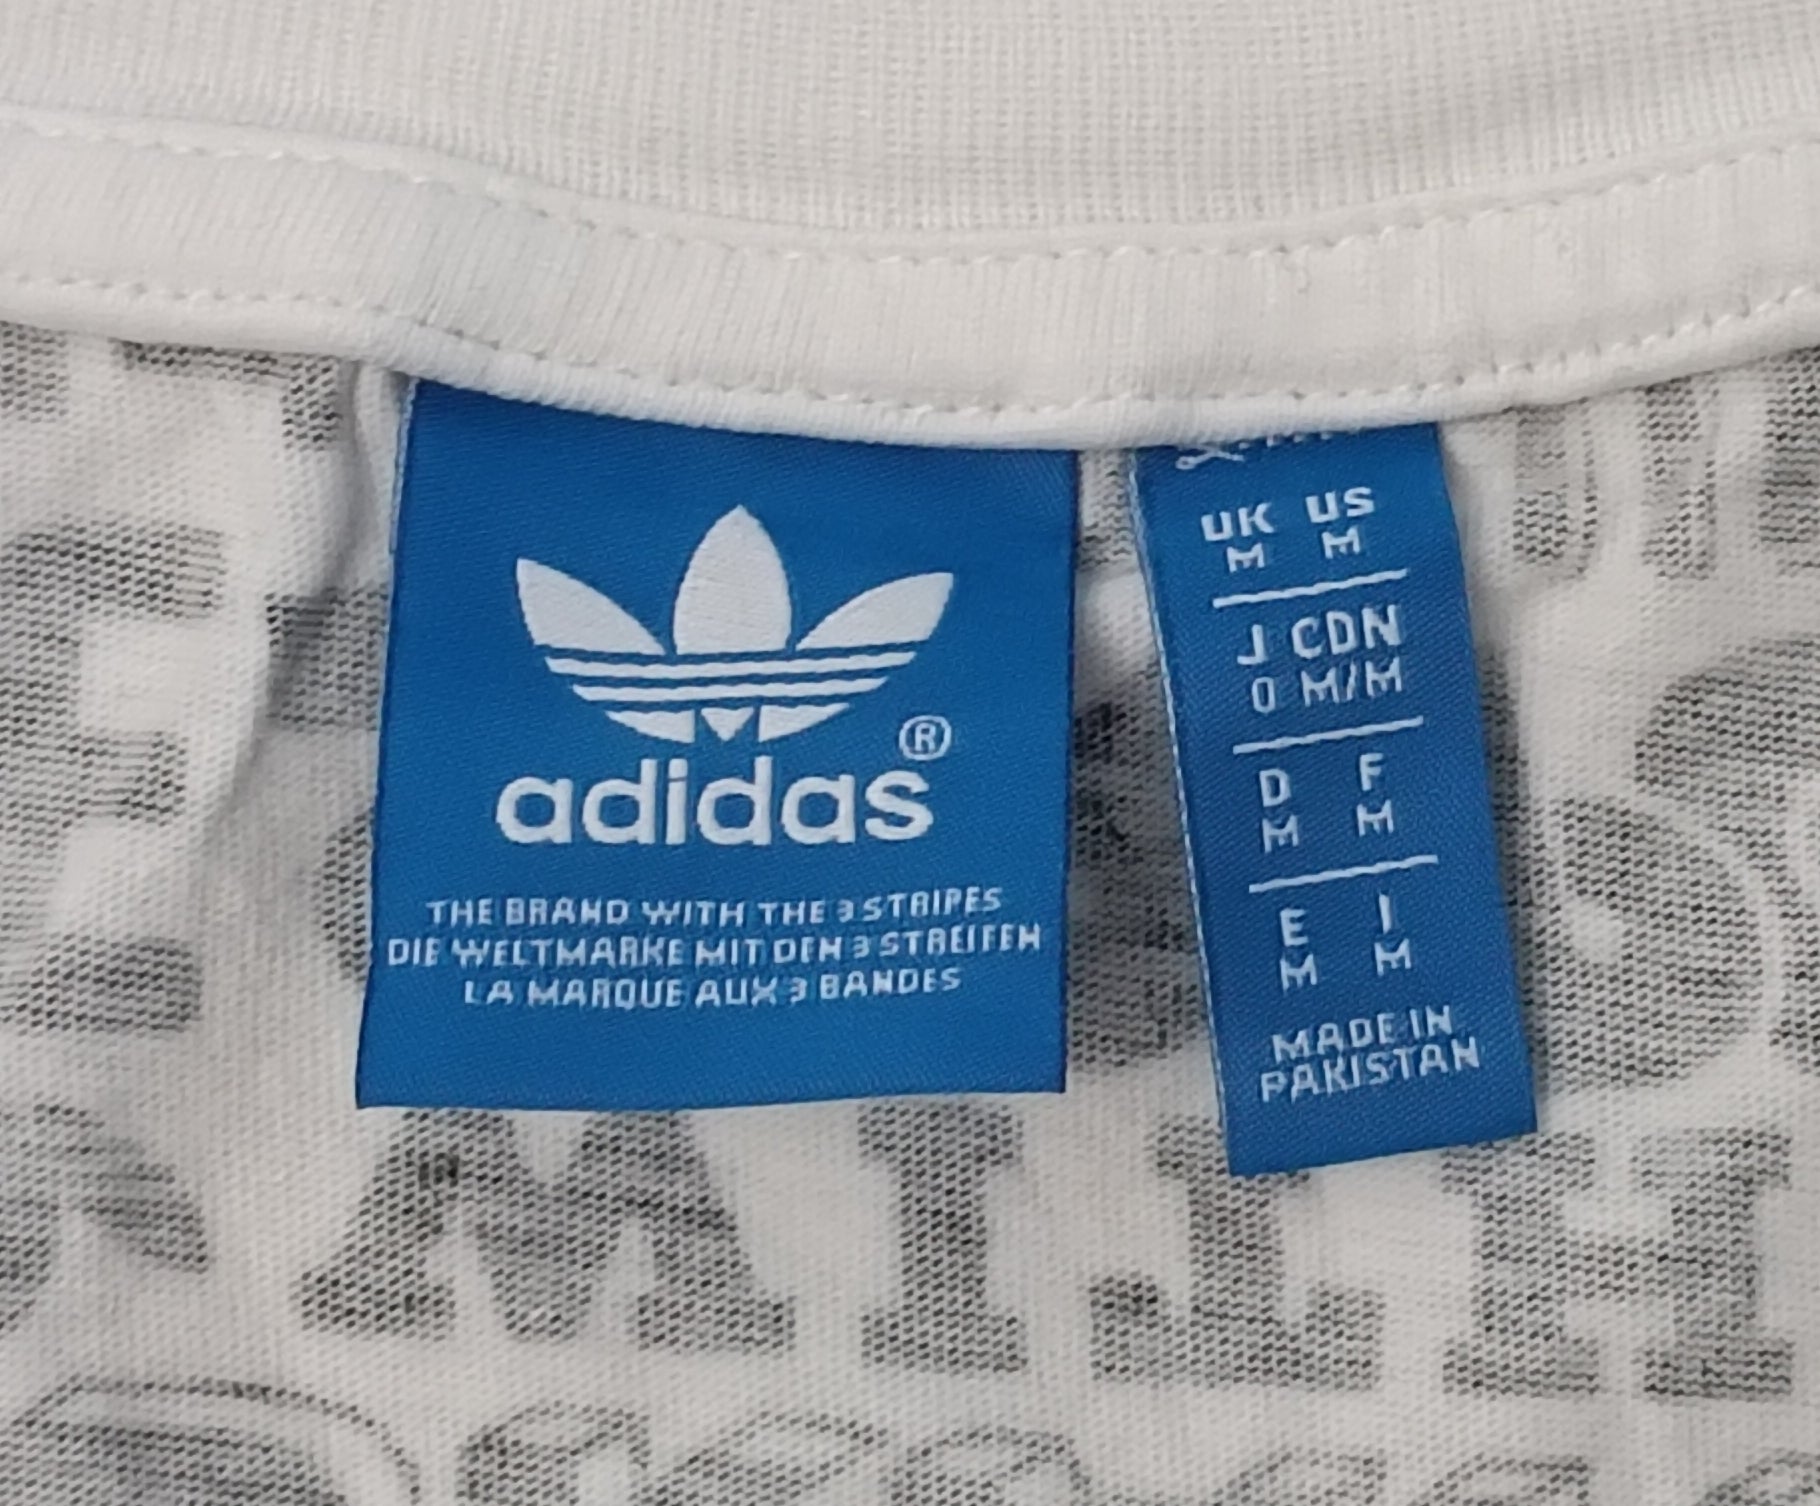 ®
adidas
THE BRAND WITH THE 3 STRIPES
DIE WELTMARKE MIT DEN 3 STREIFEN
LA MARQUE AUX 3 BANDES
UK US
M M
J CDN
O M/M
D F
M M
E I
M M
MADE IN
PAKISTAN